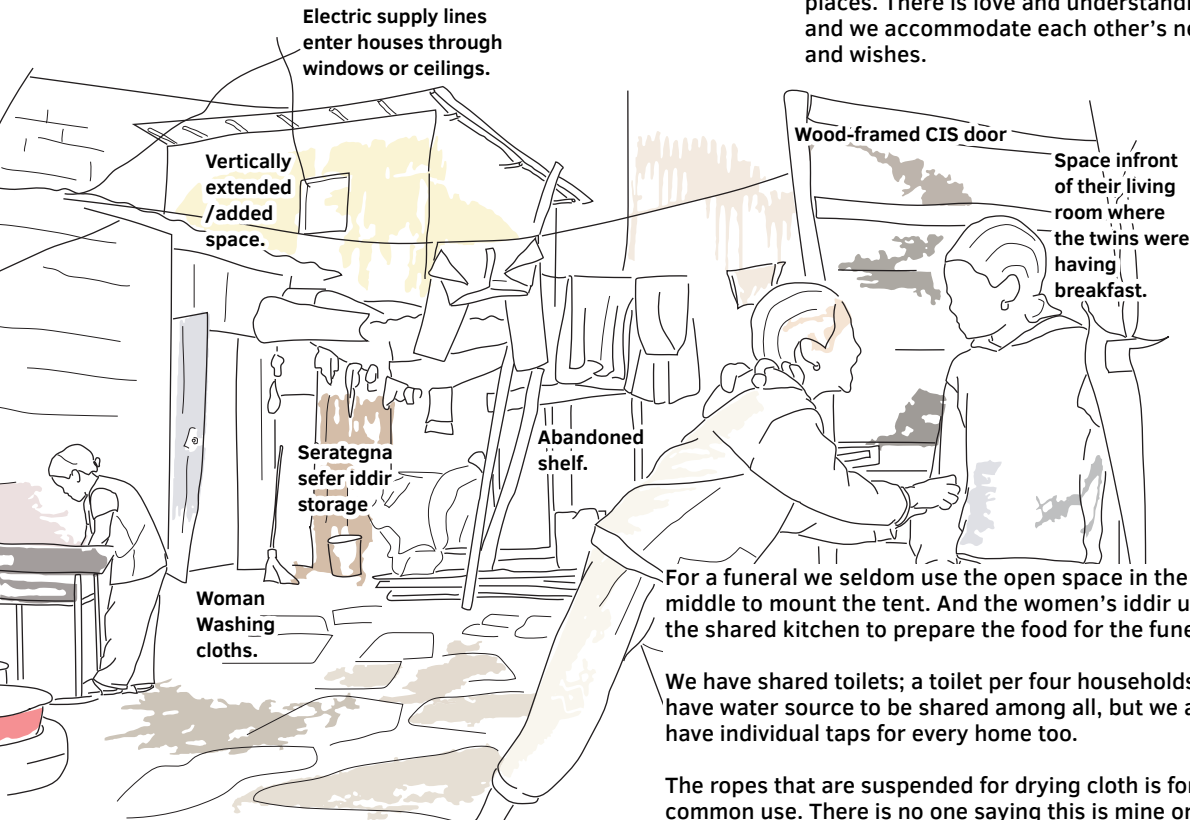 Electric supply lines
enter houses through
windows or ceilings.
places. There is love and
and we accommodate each other's
and wishes.
Wood-framed CIS door
Vertically
extended
/added
space.
Space infront
of their living
room where
the twins were
having
breakfast.
Serategna
sefer iddir
storage
Abandoned
shelf.
Woman
Washing
cloths.
For a funeral we seldom use the open space in the
middle to mount the tent. And the women's iddir
the shared kitchen to prepare the food for the
We have shared toilets; a toilet per four households
have water source to be shared among all, but we
have individual taps for every home too.
The ropes that are suspended for drying cloth is for
common use. There is no one saying this is mine or